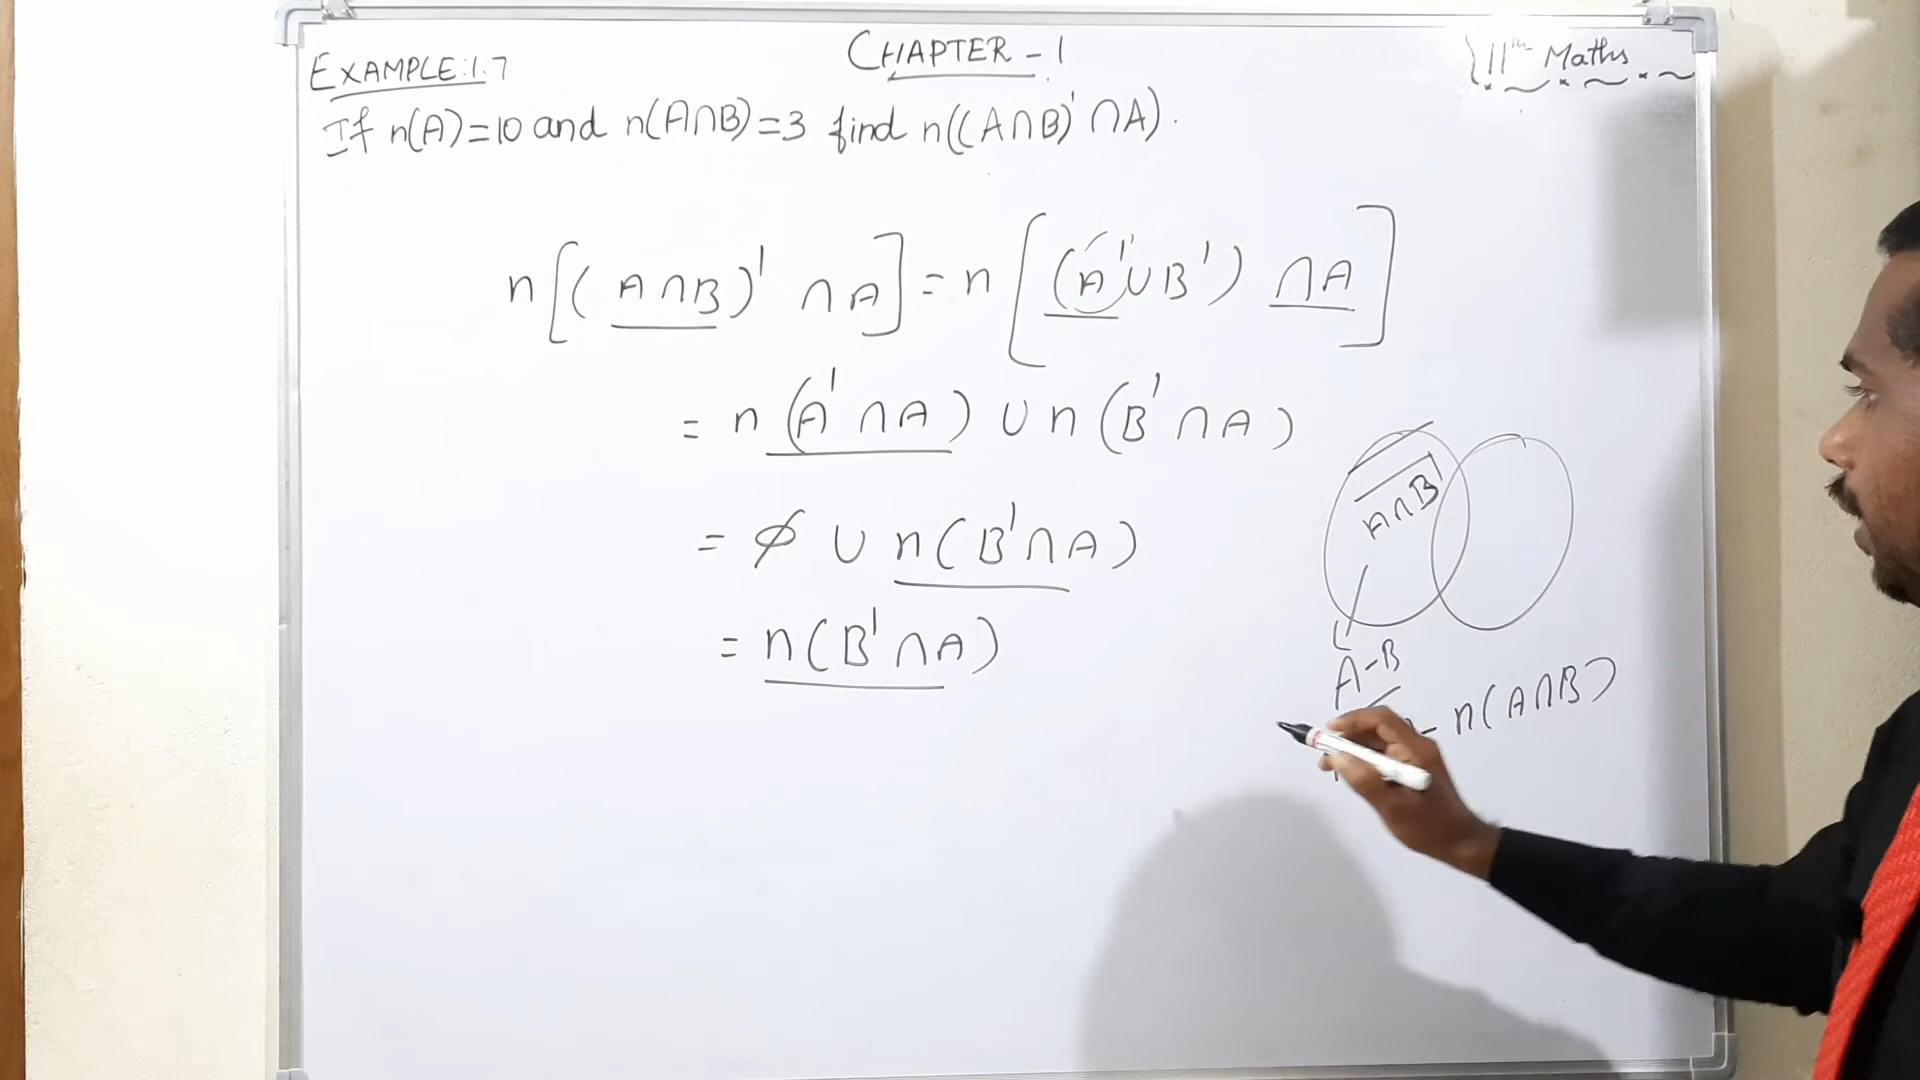 CHAPTER - 1
11th Maths
EXAMPLE: 1.7
If n(A)=10 and n(A∩B)=3 find n((A∩B)' ∩A).
n[(A∩B)' ∩ A] = n[(A'∪B') ∩A]
= n(A' ∩ A) ∪ n(B' ∩ A)
= ∅ ∪ n(B'∩A)
= n(B'∩A)
A∩B'
A-B
- n(A∩B)